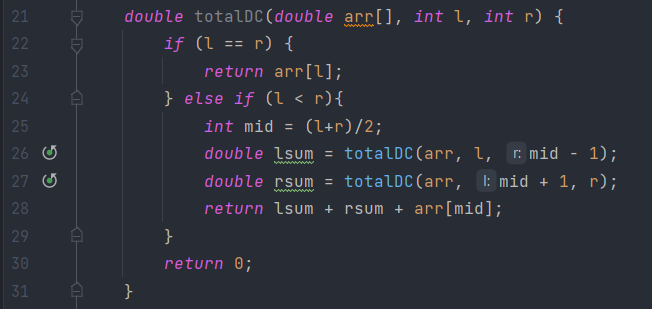 21 double totalDC(double arr[], int l, int r) {
22 if (l == r) {
23 return arr[l];
24 } else if (l < r){
25 int mid = (l+r)/2;
26 double lsum = totalDC(arr, l, r: mid - 1);
27 double rsum = totalDC(arr, l: mid + 1, r);
28 return lsum + rsum + arr[mid];
29 }
30 return 0;
31 }